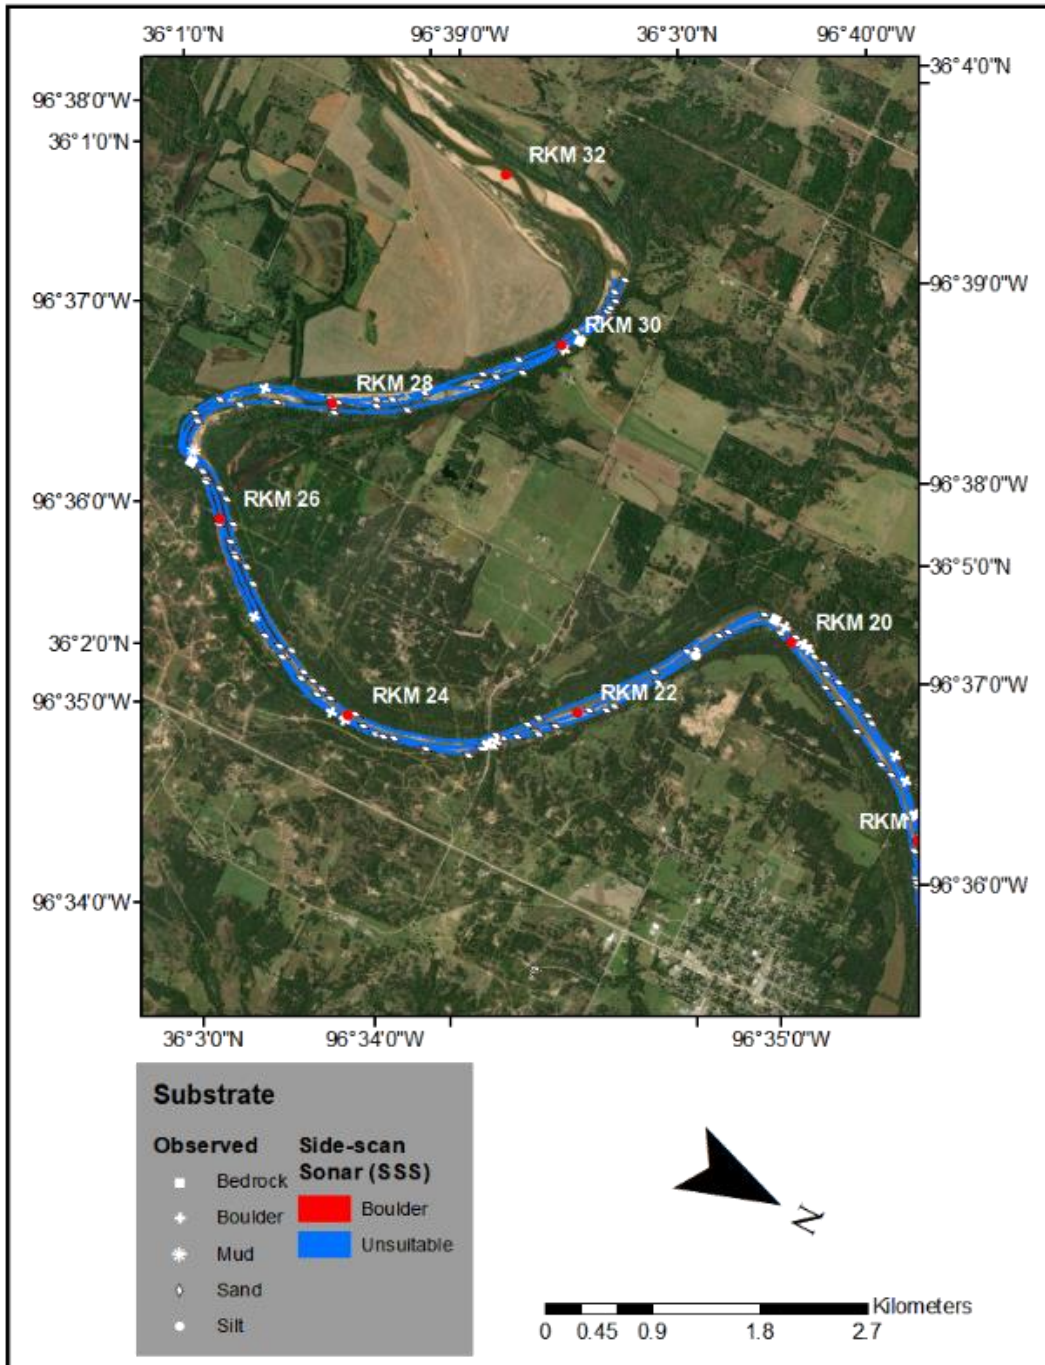 36°1'0"N 96°39'0"W 36°3'0"N 96°40'0"W
36°4'0"N
96°38'0"W
36°1'0"N
RKM 32
96°37'0"W
96°39'0"W
RKM 30
RKM 28
96°36'0"W
RKM 26
96°38'0"W
36°5'0"N
36°2'0"N
RKM 20
96°35'0"W
RKM 24
RKM 22
96°37'0"W
RKM
96°34'0"W
96°36'0"W
36°3'0"N 96°34'0"W 96°35'0"W
Substrate
Observed
Bedrock
Boulder
Mud
Sand
Silt
Side-scan
Sonar (SSS)
Boulder
Unsuitable
N
Kilometers
0 0.45 0.9 1.8 2.7